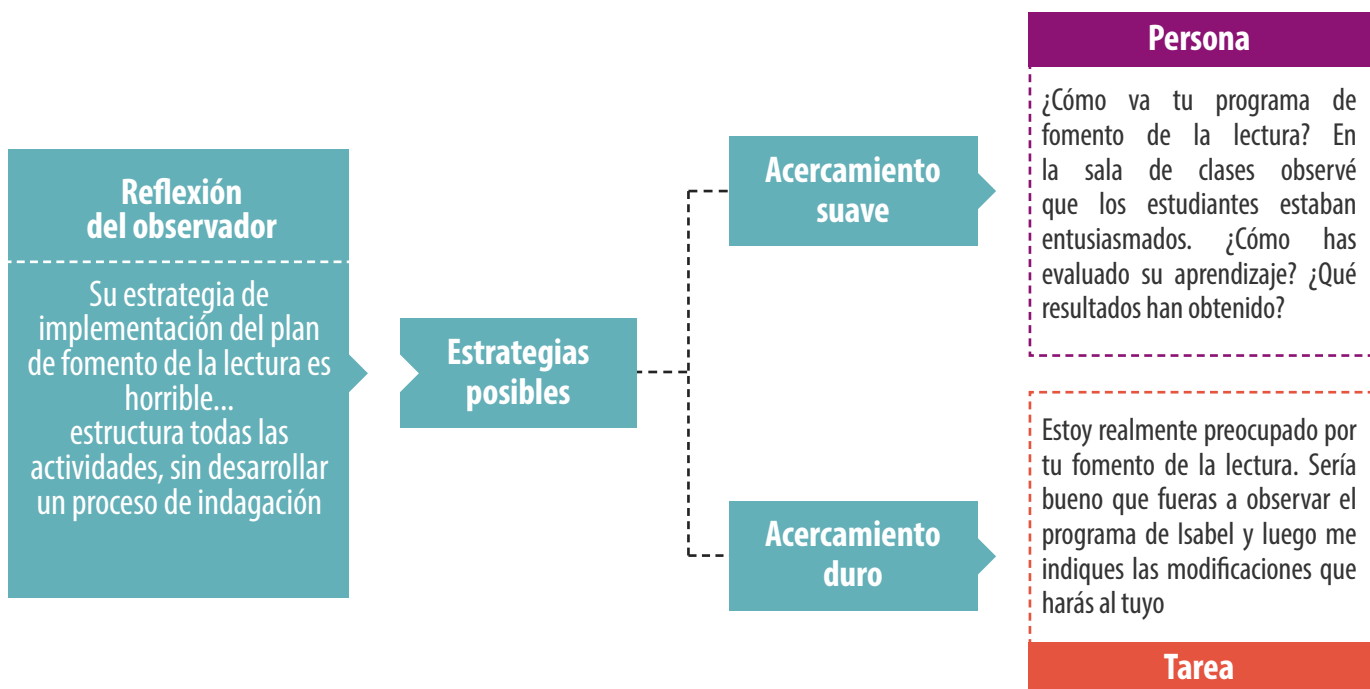 Reflexión
del observador
Su estrategia de
implementación del plan
de fomento de la lectura es
horrible...
estructura todas las
actividades, sin desarrollar
un proceso de indagación
Estrategias
posibles
Acercamiento
suave
Persona
¿Cómo va tu programa de
fomento de la lectura? En
la sala de clases observé
que los estudiantes estaban
entusiasmados. ¿Cómo has
evaluado su aprendizaje? ¿Qué
resultados han obtenido?
Acercamiento
duro
Estoy realmente preocupado por
tu fomento de la lectura. Sería
bueno que fueras a observar el
programa de Isabel y luego me
indiques las modificaciones que
harás al tuyo
Tarea